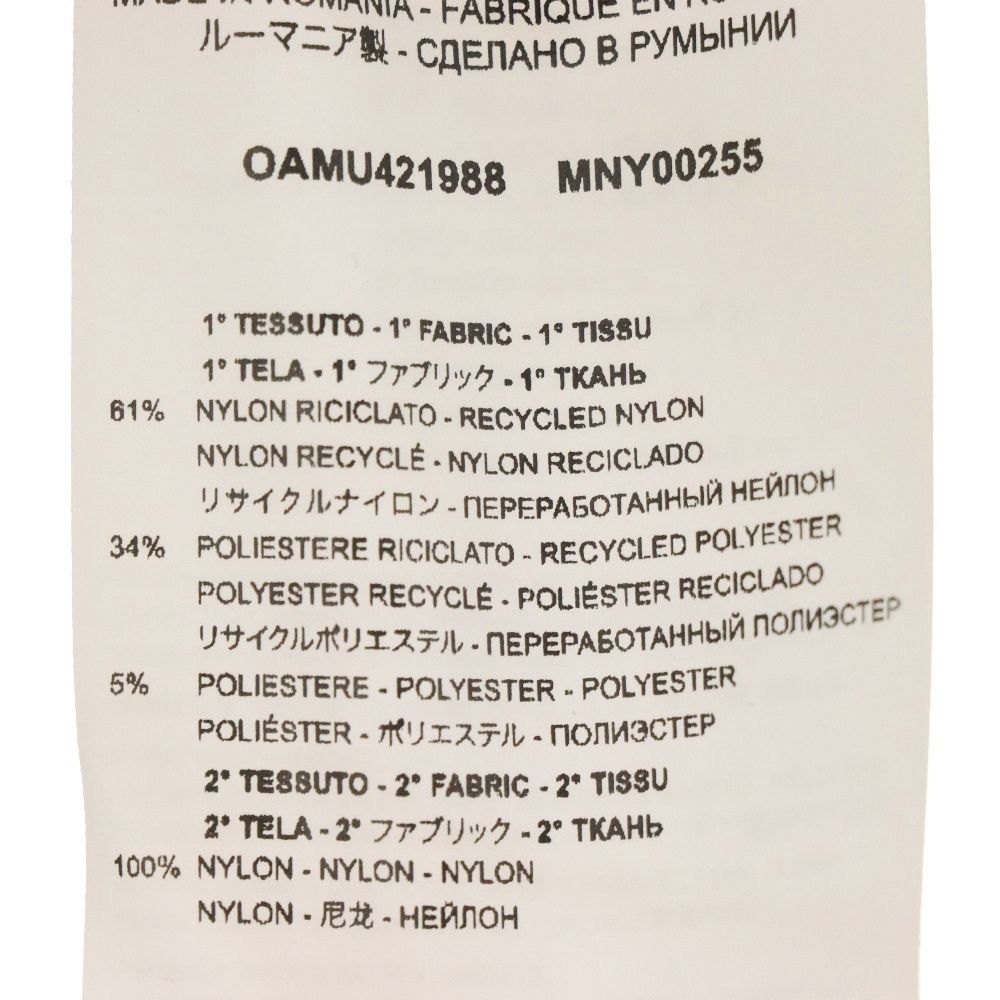 MADE IN ROMANIA - FABRIQUÉ EN
ルーマニア製 - СДЕЛАНО В РУМЫНИИ
OAMU421988 MNY00255
1° TESSUTO - 1° FABRIC - 1° TISSU
1° TELA - 1° ファブリック - 1° ТКАНЬ
61% NYLON RICICLATO - RECYCLED NYLON
NYLON RECYCLÉ - NYLON RECICLADO
リサイクルナイロン - ПЕРЕРАБОТАННЫЙ НЕЙЛОН
34% POLIESTERE RICICLATO - RECYCLED POLYESTER
POLYESTER RECYCLÉ - POLIÉSTER RECICLADO
リサイクルポリエステル - ПЕРЕРАБОТАННЫЙ ПОЛИЭСТЕР
5% POLIESTERE - POLYESTER - POLYESTER
POLIÉSTER - ポリエステル - ПОЛИЭСТЕР
2° TESSUTO - 2° FABRIC - 2° TISSU
2° TELA - 2° ファブリック - 2° ТКАНЬ
100% NYLON - NYLON - NYLON
NYLON - 尼龙 - НЕЙЛОН